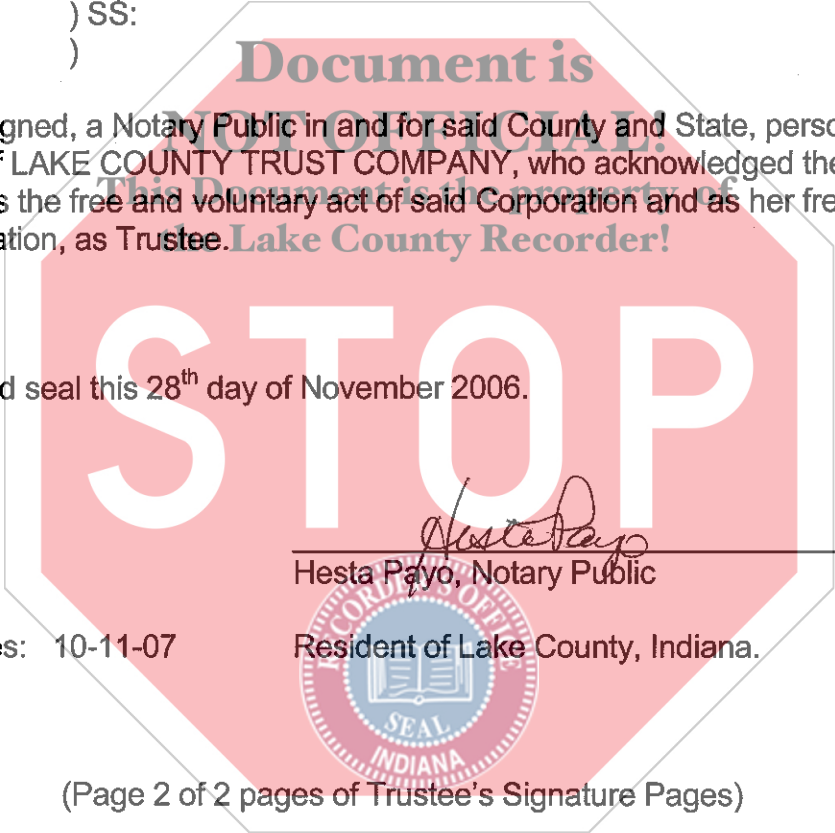 ) SS:
)
Document is
NOT OFFICIAL!
This Document is the property of
the Lake County Recorder!
gned, a Notary Public in and for said County and State, perso
f LAKE COUNTY TRUST COMPANY, who acknowledged the
s the free and voluntary act of said Corporation and as her fre
ation, as Trustee.
STOP
d seal this 28th day of November 2006.
Hesta Payo
Hesta Payo, Notary Public
es: 10-11-07 Resident of Lake County, Indiana.
RECORDER'S OFFICE
SEAL
INDIANA
(Page 2 of 2 pages of Trustee's Signature Pages)